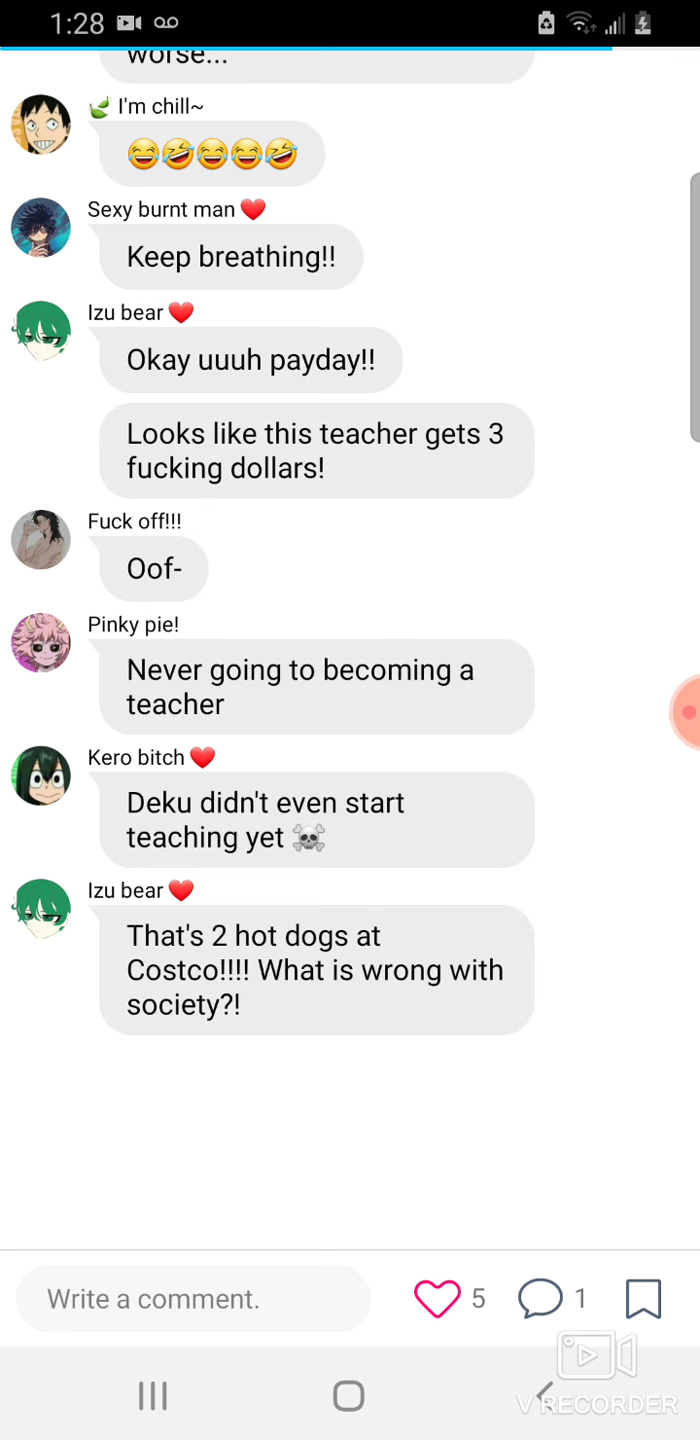 1:28
worse...
I'm chill~
😂🤣😂😂🤣
Sexy burnt man ❤️
Keep breathing!!
Izu bear ❤️
Okay uuuh payday!!
Looks like this teacher gets 3
fucking dollars!
Fuck off!!!
Oof-
Pinky pie!
Never going to becoming a
teacher
Kero bitch ❤️
Deku didn't even start
teaching yet ☠️
Izu bear ❤️
That's 2 hot dogs at
Costco!!!! What is wrong with
society?!
Write a comment.
5
1
V RECORDER